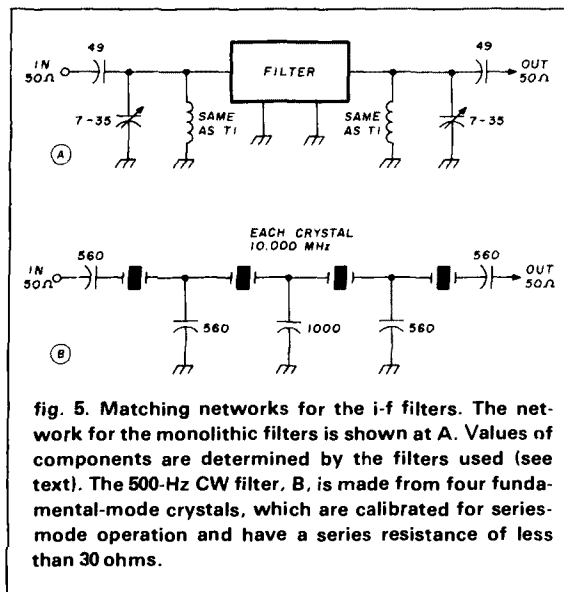 49
49
IN
50Ω
OUT
50Ω
FILTER
7-35
SAME
AS T1
SAME
AS T1
7-35
A
EACH CRYSTAL
10.000 MHz
IN
50Ω
560
560
OUT
50Ω
560
1000
560
B
fig. 5. Matching networks for the i-f filters. The net-
work for the monolithic filters is shown at A. Values of
components are determined by the filters used (see
text). The 500-Hz CW filter, B, is made from four funda-
mental-mode crystals, which are calibrated for series-
mode operation and have a series resistance of less
than 30 ohms.